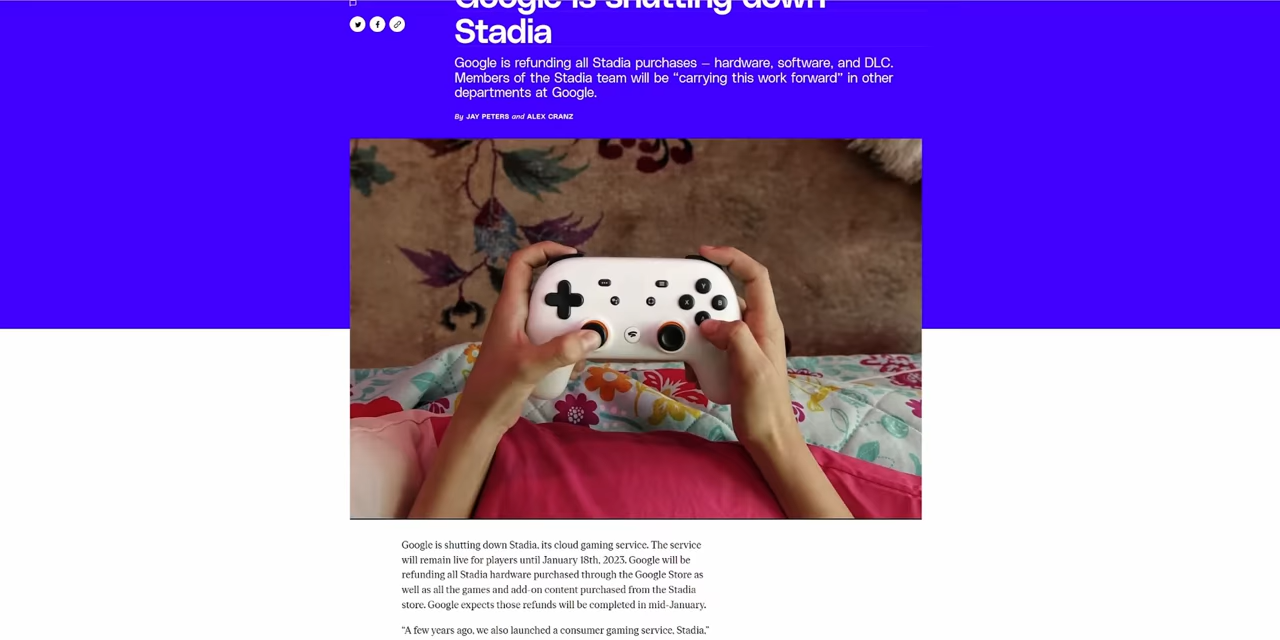 Google is shutting down
Stadia
Google is refunding all Stadia purchases — hardware, software, and DLC.
Members of the Stadia team will be “carrying this work forward” in other
departments at Google.
By JAY PETERS and ALEX CRANZ
Y
X
B
Google is shutting down Stadia, its cloud gaming service. The service
will remain live for players until January 18th, 2023. Google will be
refunding all Stadia hardware purchased through the Google Store as
well as all the games and add-on content purchased from the Stadia
store. Google expects those refunds will be completed in mid-January.
“A few years ago, we also launched a consumer gaming service, Stadia,”